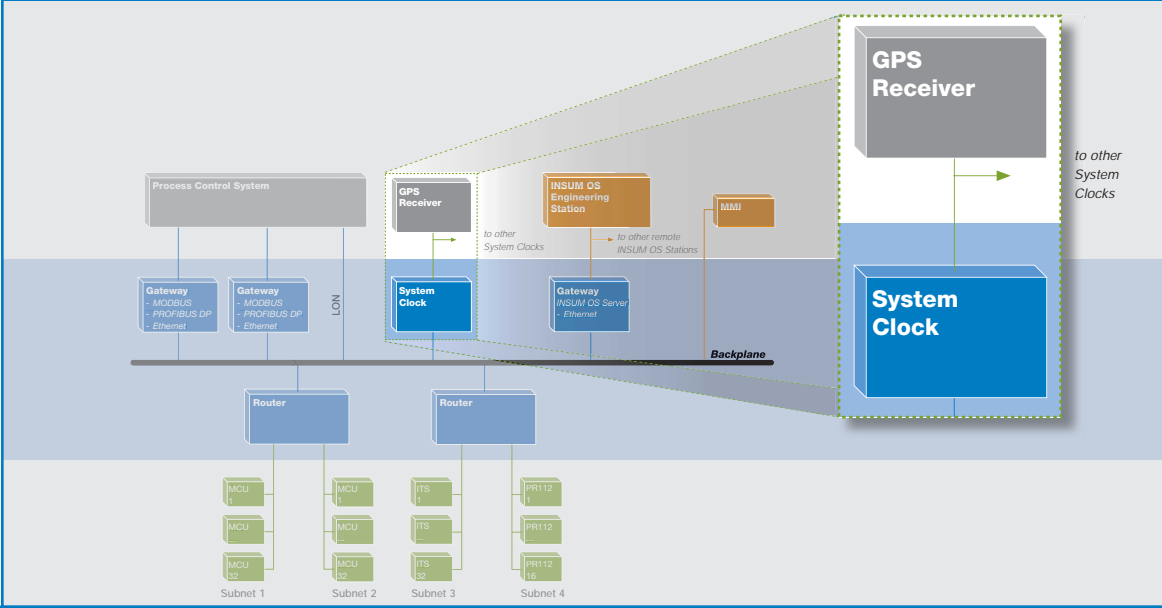 GPS
Receiver
to other
System
Clocks
System
Clock
Process Control System
GPS
Receiver
to other
System Clocks
INSUM OS
Engineering
Station
to other remote
INSUM OS Stations
MMI
Gateway
- MODBUS
- PROFIBUS DP
- Ethernet
Gateway
- MODBUS
- PROFIBUS DP
- Ethernet
LON
System
Clock
Gateway
INSUM OS Server
- Ethernet
Backplane
Router
Router
MCU
1
MCU
...
MCU
32
Subnet 1
MCU
1
MCU
...
MCU
32
Subnet 2
ITS
1
ITS
...
ITS
32
Subnet 3
PR112
1
PR112
...
PR112
16
Subnet 4